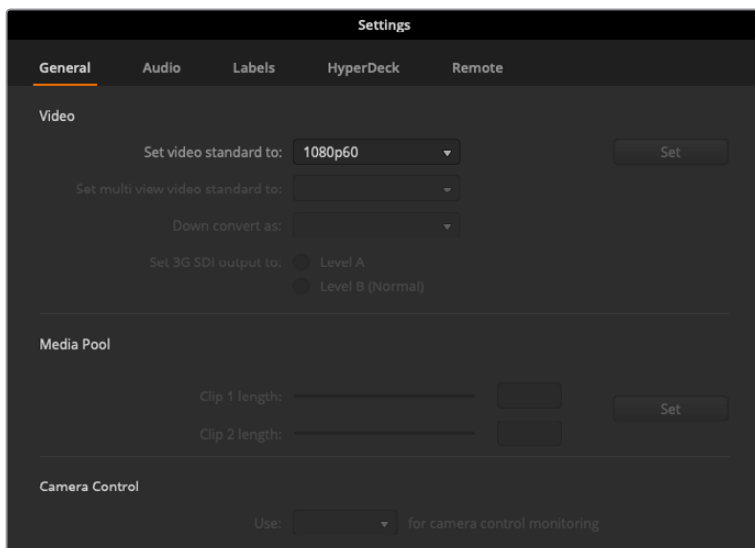 Settings
General Audio Labels HyperDeck Remote
Video
Set video standard to: 1080p60 Set
Set multi view video standard to:
Down convert as:
Set 3G SDI output to: Level A
Level B (Normal)
Media Pool
Clip 1 length:
Set
Clip 2 length:
Camera Control
Use: for camera control monitoring